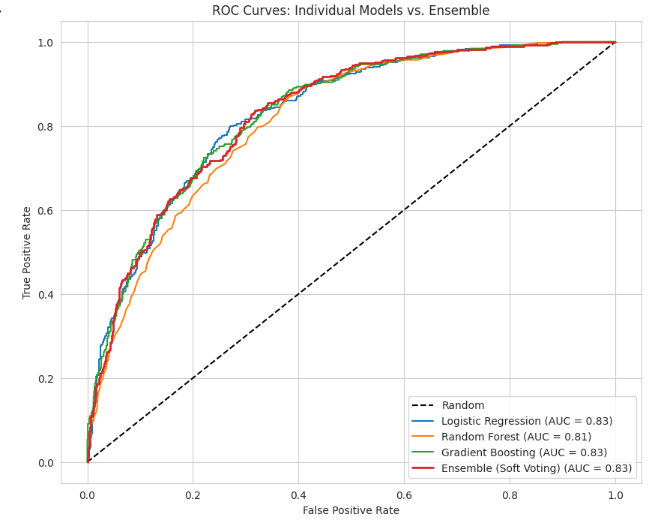 ROC Curves: Individual Models vs. Ensemble
True Positive Rate
1.0
0.8
0.6
0.4
0.2
0.0
Random
Logistic Regression (AUC = 0.83)
Random Forest (AUC = 0.81)
Gradient Boosting (AUC = 0.83)
Ensemble (Soft Voting) (AUC = 0.83)
0.0 0.2 0.4 0.6 0.8 1.0
False Positive Rate